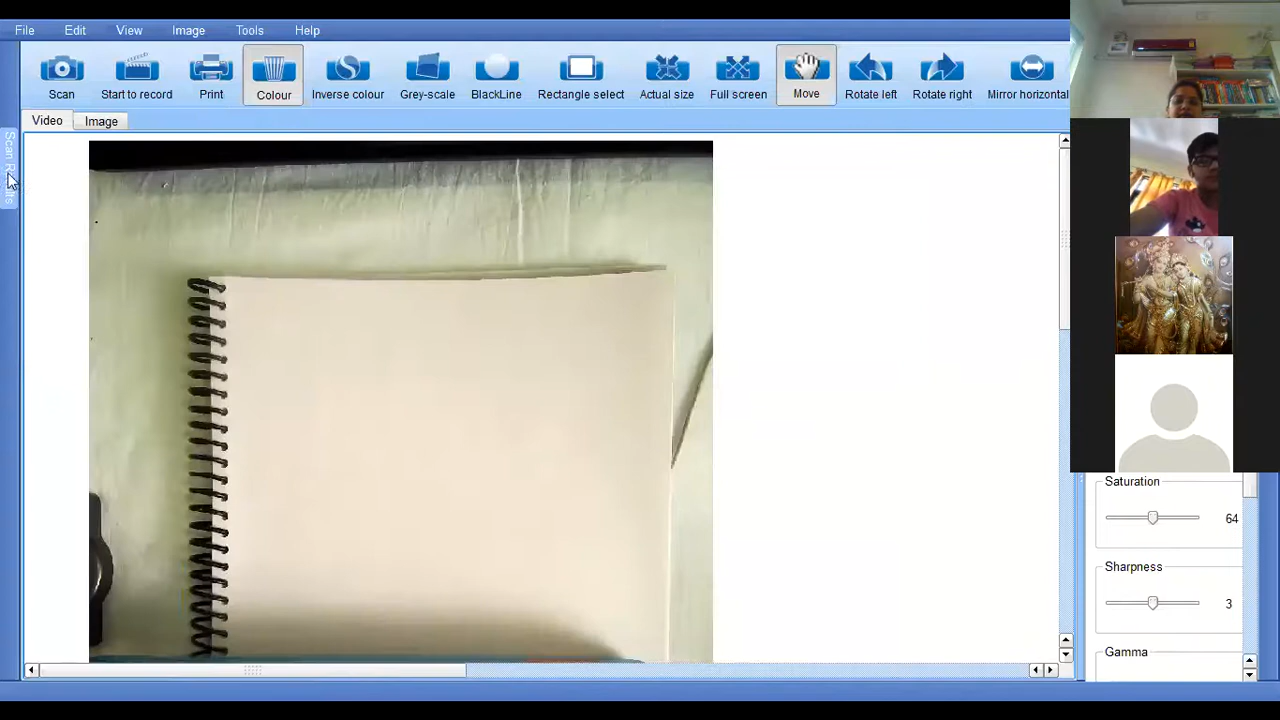 File Edit View Image Tools Help
Scan Start to record Print Colour Inverse colour Grey-scale BlackLine Rectangle select Actual size Full screen Move Rotate left Rotate right Mirror horizontal
Video Image
Scan
Saturation
64
Sharpness
3
Gamma